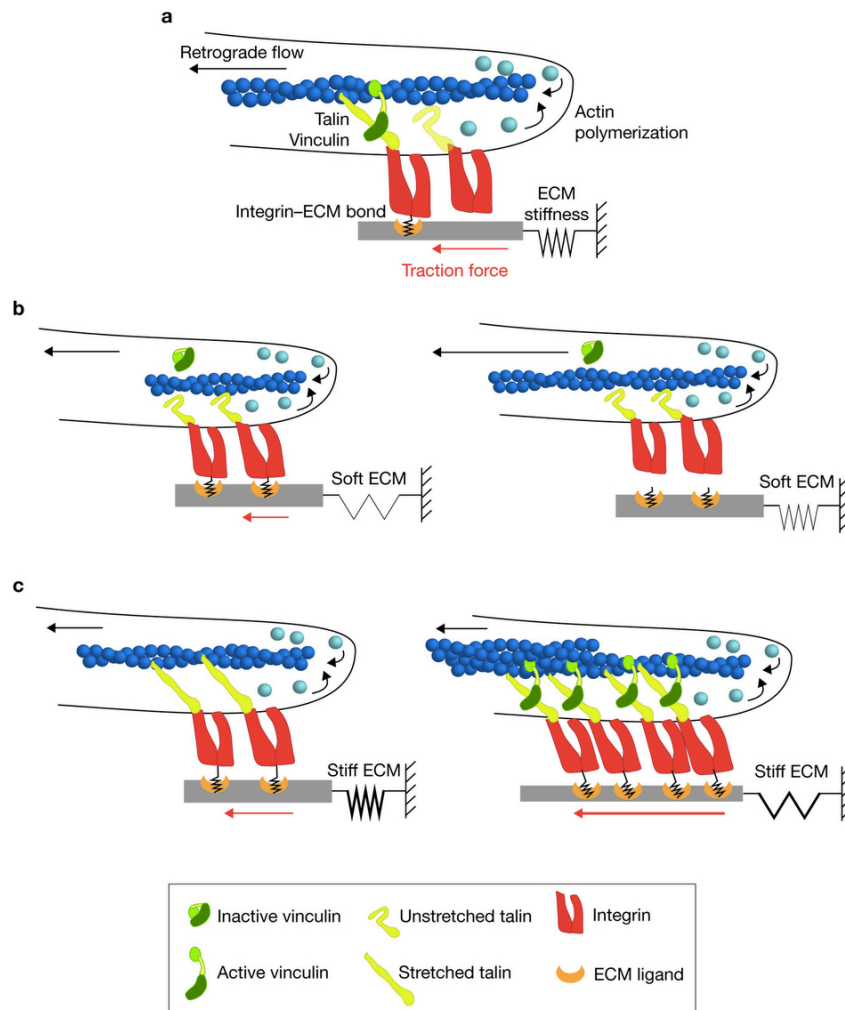 a
Retrograde flow
Talin
Vinculin
Actin
polymerization
Integrin–ECM bond
ECM
stiffness
Traction force
b
Soft ECM
Soft ECM
c
Stiff ECM
Stiff ECM
Inactive vinculin
Unstretched talin
Integrin
Active vinculin
Stretched talin
ECM ligand